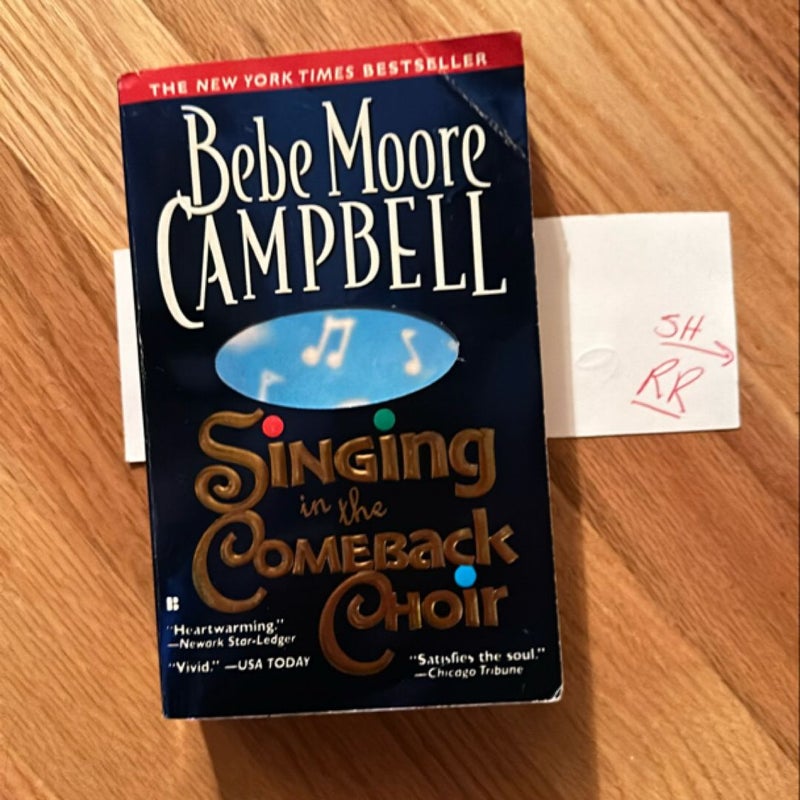 THE NEW YORK TIMES BESTSELLER
Bebe Moore
CAMPBELL
SINGing
in the
COMEBACK
CHOIR
"Heartwarming."
—Newark Star-Ledger
"Vivid." —USA TODAY
"Satisfies the soul."
—Chicago Tribune
SH
RR